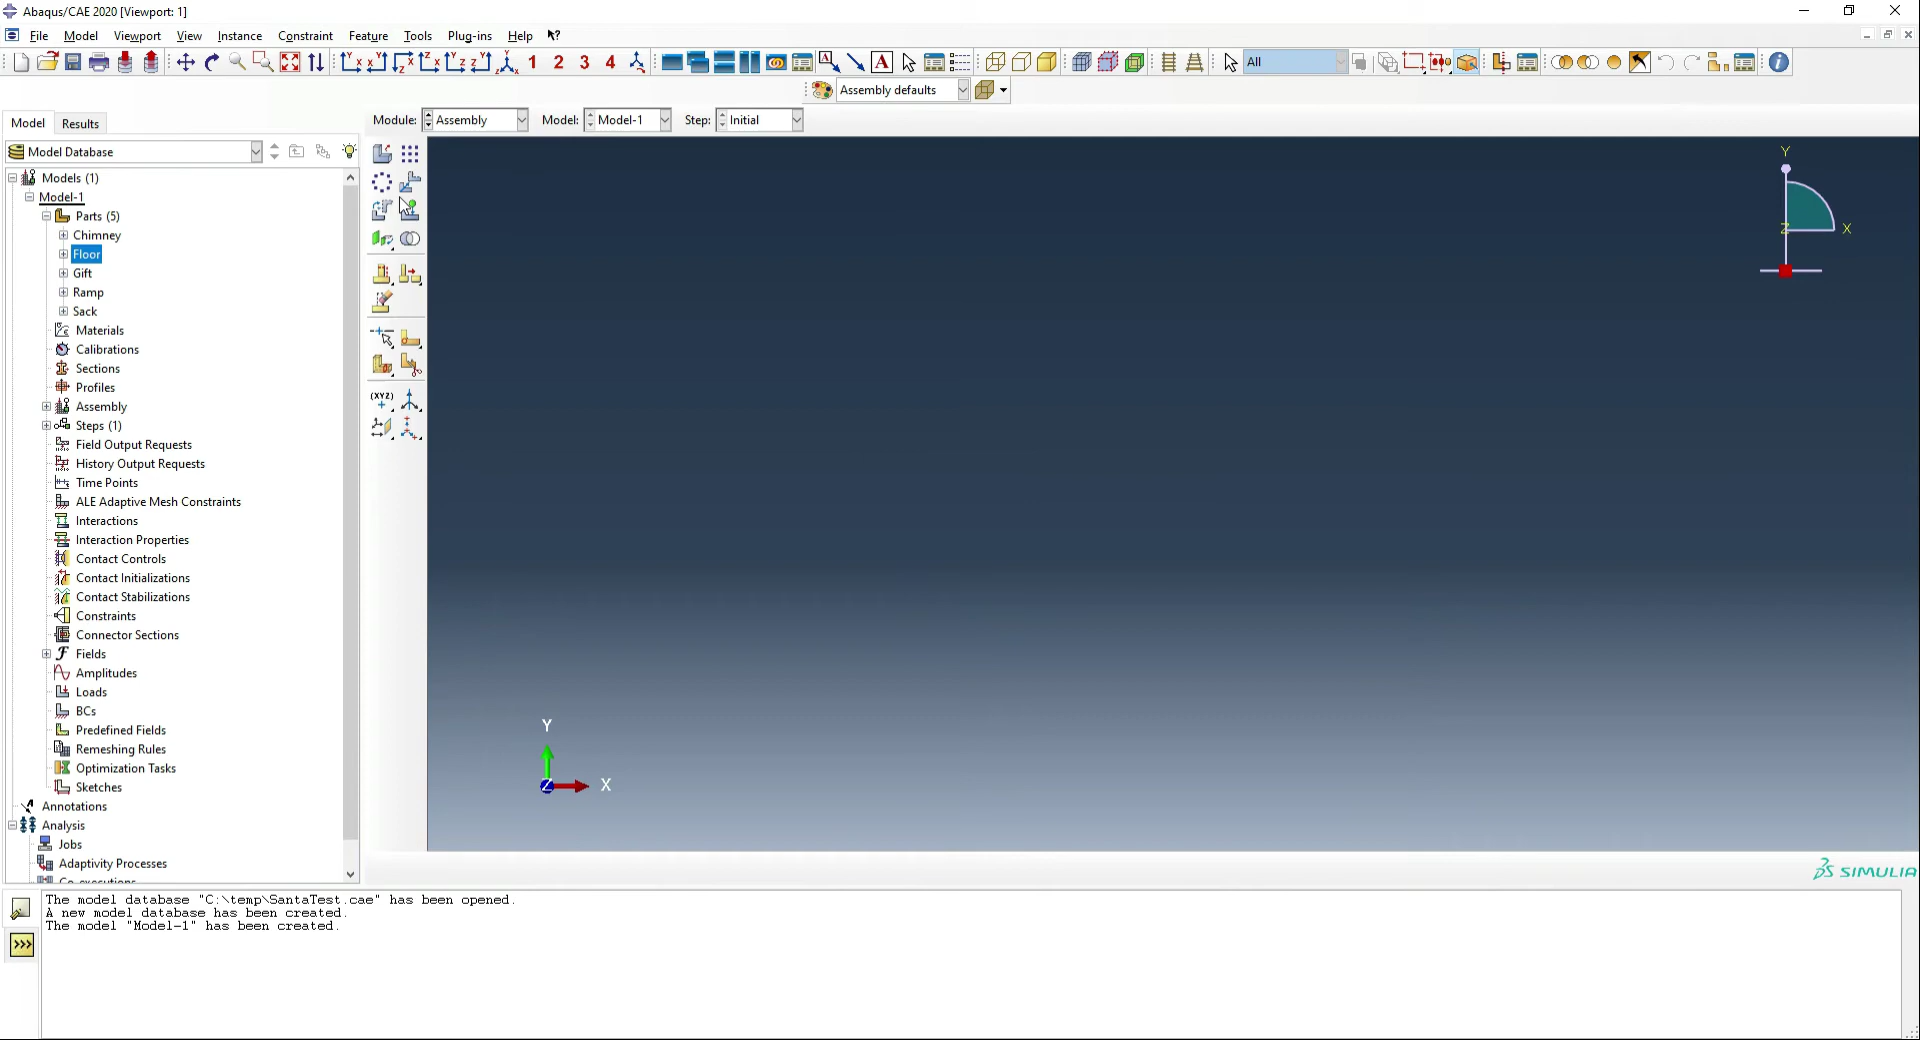 Abaqus/CAE 2020 [Viewport: 1]
File Model Viewport View Instance Constraint Feature Tools Plug-ins Help
1 2 3 4 A All
Assembly defaults
Model Results
Module: Assembly Model: Model-1 Step: Initial
Model Database
Models (1)
Model-1
Parts (5)
Chimney
Floor
Gift
Ramp
Sack
Materials
Calibrations
Sections
Profiles
Assembly
Steps (1)
Field Output Requests
History Output Requests
Time Points
ALE Adaptive Mesh Constraints
Interactions
Interaction Properties
Contact Controls
Contact Initializations
Contact Stabilizations
Constraints
Connector Sections
Fields
Amplitudes
Loads
BCs
Predefined Fields
Remeshing Rules
Optimization Tasks
Sketches
Annotations
Analysis
Jobs
Adaptivity Processes
Co-executions
(XYZ)
Y
Z X
Y
Z X
SIMULIA
The model database "C:\temp\SantaTest.cae" has been opened.
A new model database has been created.
The model "Model-1" has been created.
>>>